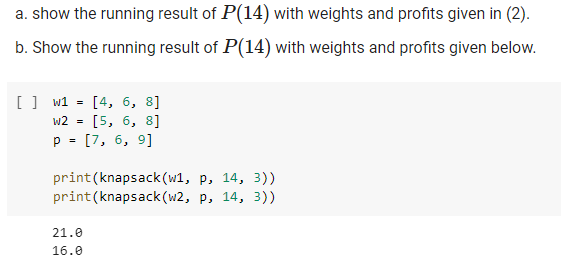 a. show the running result of P(14) with weights and profits given in (2).
b. Show the running result of P(14) with weights and profits given below.
[ ] w1 = [4, 6, 8]
w2 = [5, 6, 8]
p = [7, 6, 9]
print(knapsack(w1, p, 14, 3))
print(knapsack(w2, p, 14, 3))
21.0
16.0